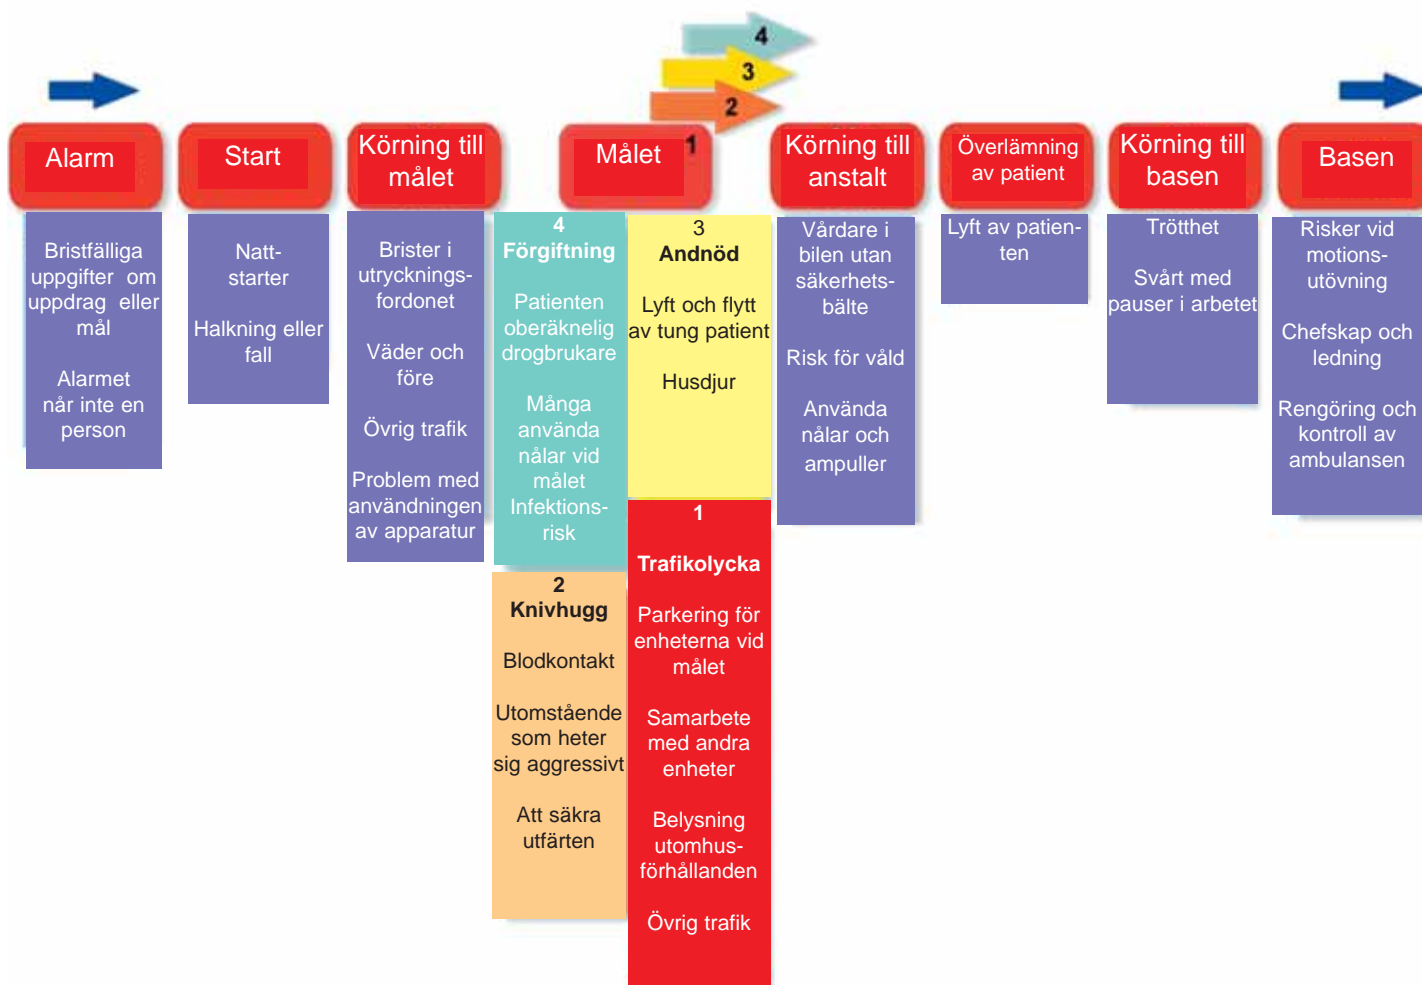 4
3
2
1
Alarm
Start
Körning till
målet
Målet
Körning till
anstalt
Överlämning
av patient
Körning till
basen
Basen
Bristfälliga
uppgifter om
uppdrag eller
mål
Alarmet
når inte en
person
Natt-
starter
Halkning eller
fall
Brister i
utrycknings-
fordonet
Väder och
före
Övrig trafik
Problem med
användningen
av apparatur
4
Förgiftning
Patienten
oberäknelig
drogbrukare
Många
använda
nålar vid
målet
Infektions-
risk
2
Knivhugg
Blodkontakt
Utomstående
som heter
sig aggressivt
Att säkra
utfärten
3
Andnöd
Lyft och flytt
av tung patient
Husdjur
1
Trafikolycka
Parkering för
enheterna vid
målet
Samarbete
med andra
enheter
Belysning
utomhus-
förhållanden
Övrig trafik
Vårdare i
bilen utan
säkerhets-
bälte
Risk för våld
Använda
nålar och
ampuller
Lyft av patien-
ten
Trötthet
Svårt med
pauser i arbetet
Risker vid
motions-
utövning
Chefskap och
ledning
Rengöring och
kontroll av
ambulansen